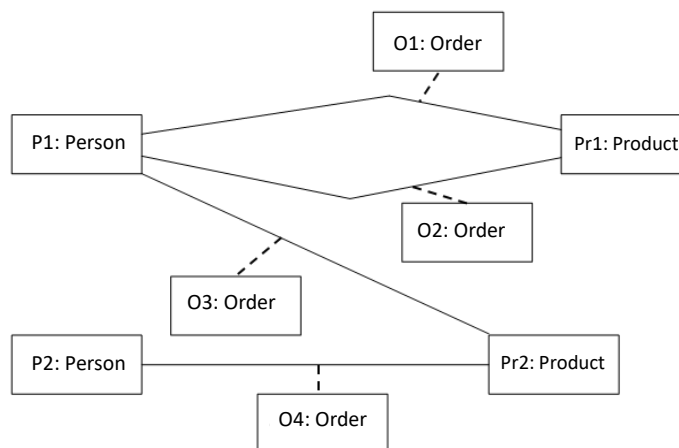 O1: Order
P1: Person
Pr1: Product
O2: Order
O3: Order
P2: Person
Pr2: Product
O4: Order